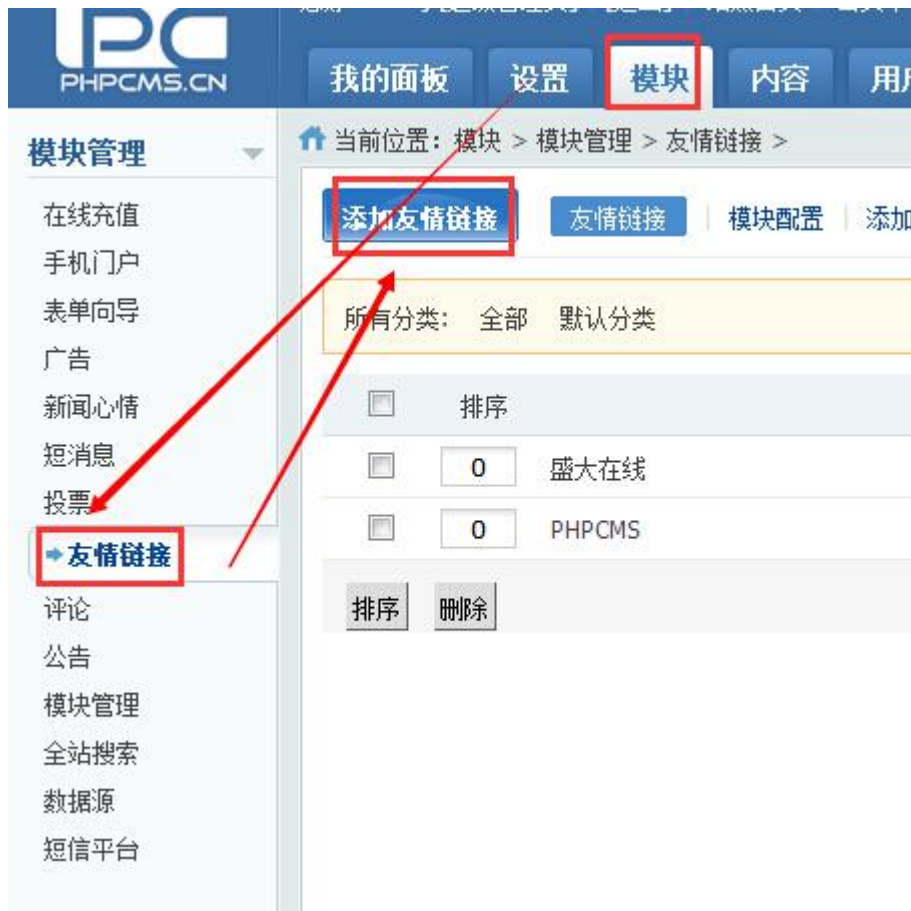 PHPCMS.CN
我的面板 设置 模块 内容
模块管理
当前位置：模块 > 模块管理 > 友情链接 >
在线充值
手机门户
表单向导
广告
新闻心情
短消息
投票
友情链接
评论
公告
模块管理
全站搜索
数据源
短信平台
添加友情链接 友情链接 模块配置 添加
所有分类： 全部 默认分类
排序
0 盛大在线
0 PHPCMS
排序 删除